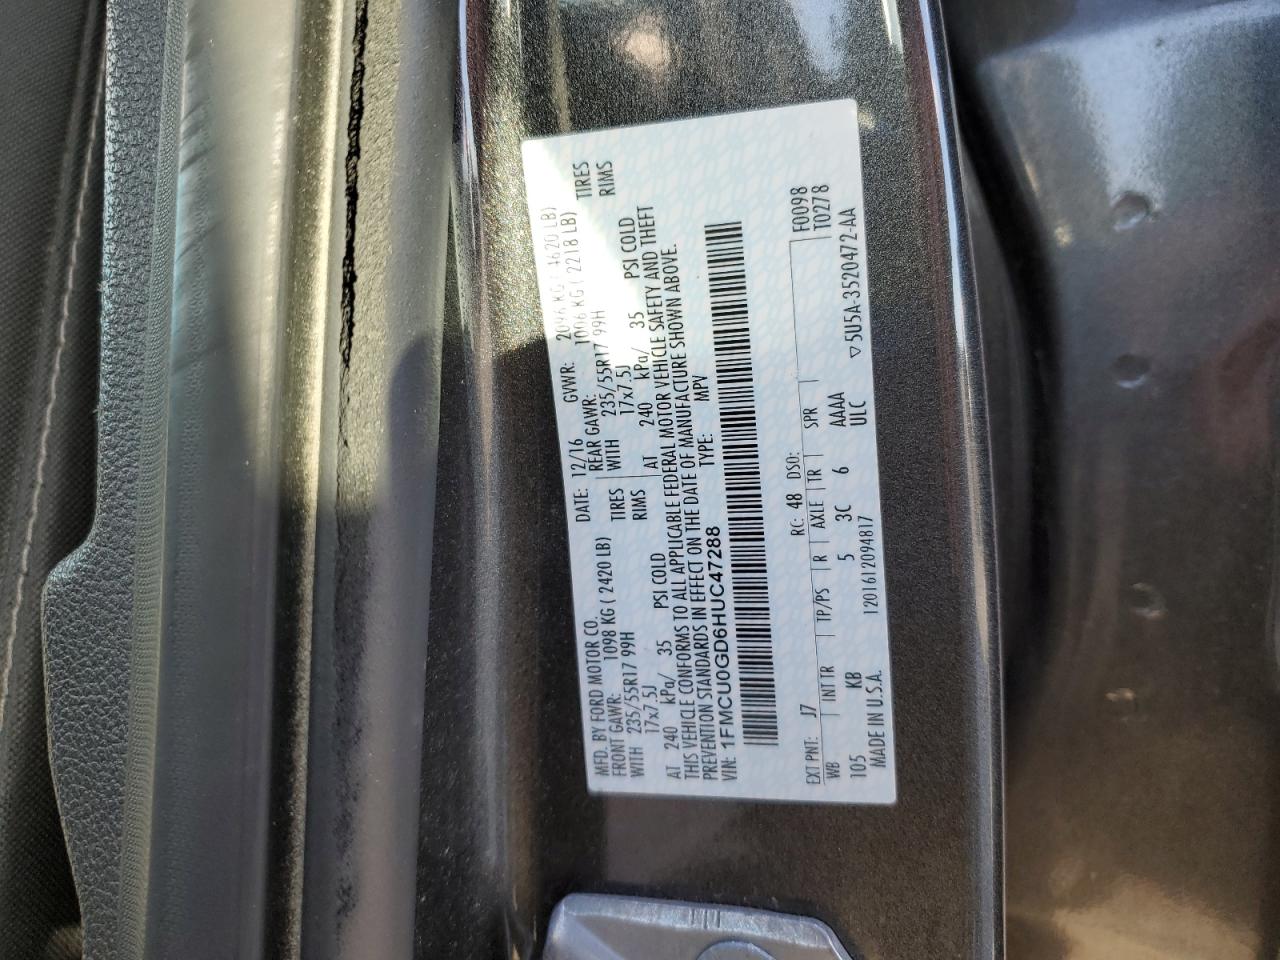 MFD. BY FORD MOTOR CO. DATE: 12/16 GVWR: 2096 KG ( 4620 LB)
FRONT GAWR: 1098 KG ( 2420 LB) REAR GAWR: 1006 KG ( 2218 LB)
WITH 235/55R17 99H TIRES WITH 235/55R17 99H TIRES
17x7.5J RIMS 17x7.5J RIMS
AT 240 kPa/ 35 PSI COLD AT 240 kPa/ 35 PSI COLD
THIS VEHICLE CONFORMS TO ALL APPLICABLE FEDERAL MOTOR VEHICLE SAFETY AND THEFT
PREVENTION STANDARDS IN EFFECT ON THE DATE OF MANUFACTURE SHOWN ABOVE.
VIN: 1FMCU0GD6HUC47288 TYPE: MPV
F0098
EXT PNT: J7 RC: 48 DSO: T0278
WB INT TR TP/PS R AXLE TR SPR
105 KB 5 3C 6 AAAA ▽ 5U5A-3520472-AA
MADE IN U.S.A. 120161209481​7 ULC